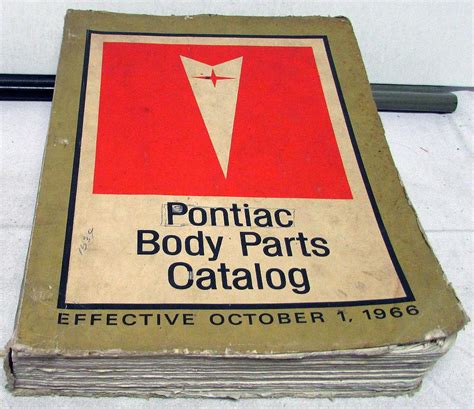 Pontiac
Body Parts
Catalog
EFFECTIVE OCTOBER 1, 1966